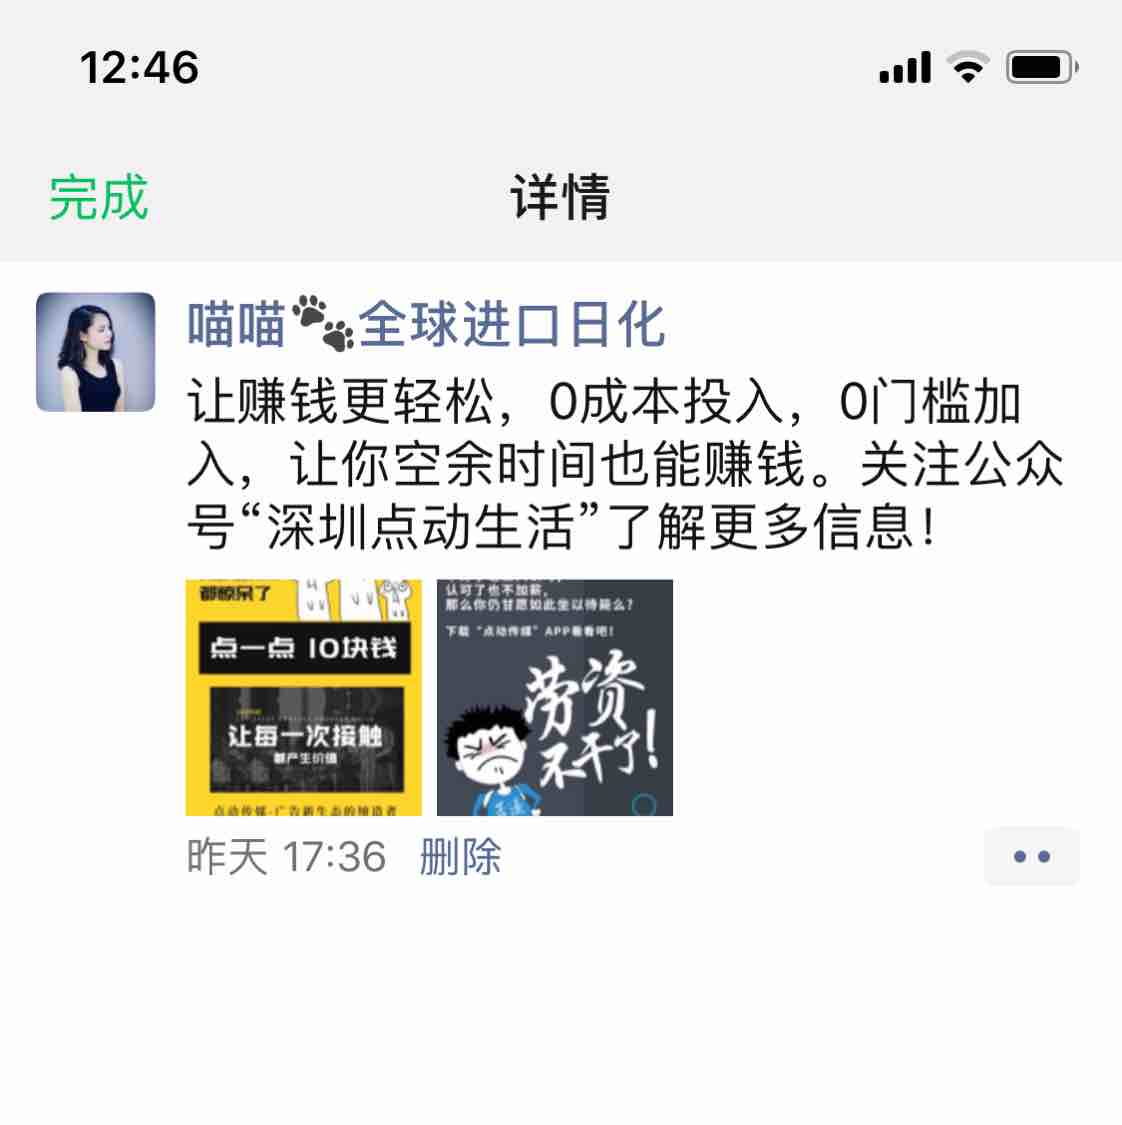 12:46
完成
详情
喵喵🐾全球进口日化
让赚钱更轻松，0成本投入，0门槛加
入，让你空余时间也能赚钱。关注公众
号“深圳点动生活”了解更多信息！
都惊呆了
点一点 10块钱
让每一次接触
都产生价值
点动传媒-广告新生态的缔造者
认可了也不加薪，
那么你仍甘愿如此坐以待毙么？
下载“点动传媒”APP看看吧！
劳资
不干了！
昨天 17:36 删除